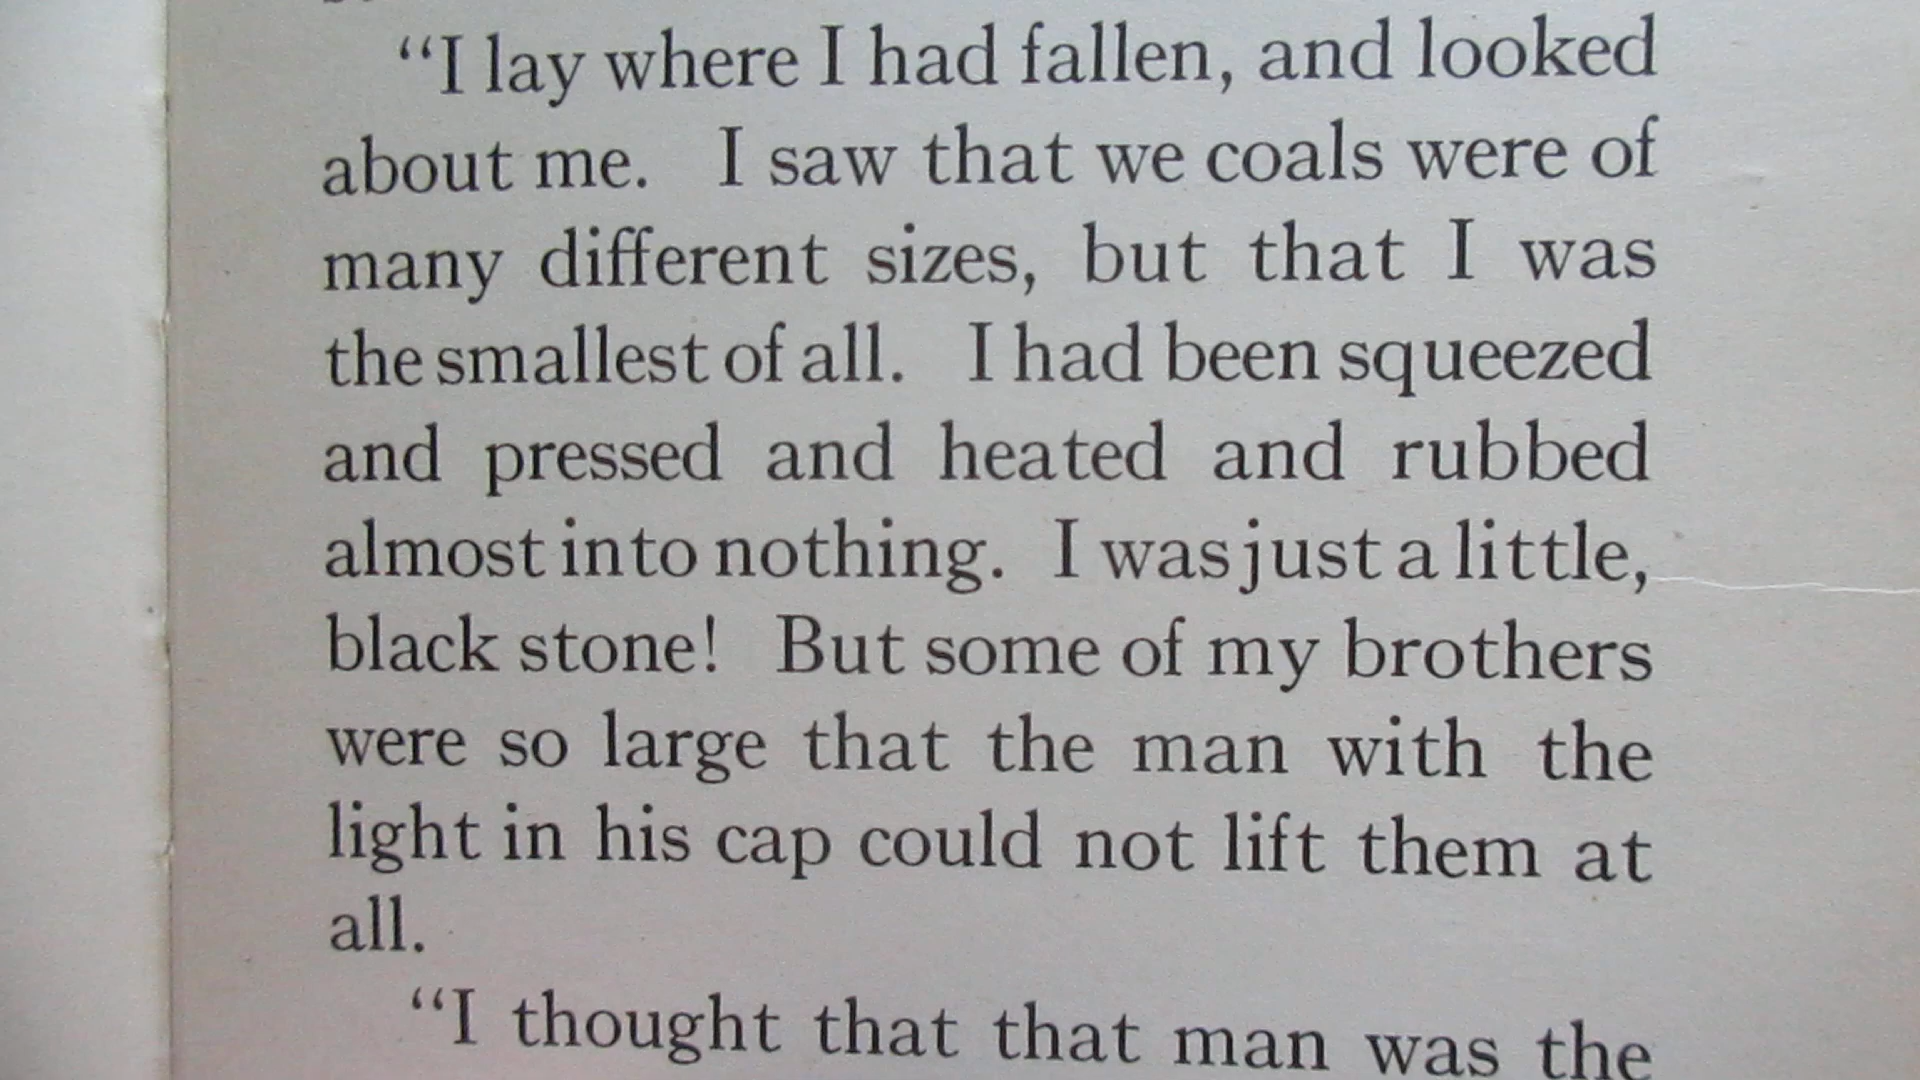 “I lay where I had fallen, and looked
about me. I saw that we coals were of
many different sizes, but that I was
the smallest of all. I had been squeezed
and pressed and heated and rubbed
almost into nothing. I was just a little,
black stone! But some of my brothers
were so large that the man with the
light in his cap could not lift them at
all.
“I thought that that man was the